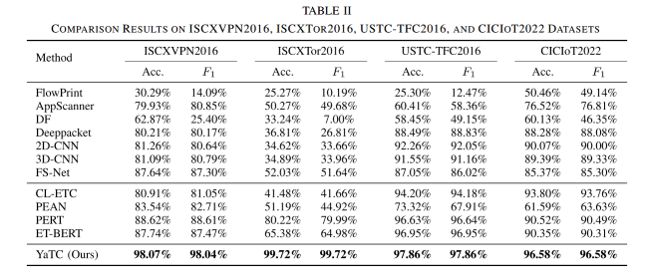 TABLE II
COMPARISON RESULTS ON ISCXVPN2016, ISCXTOR2016, USTC-TFC2016, AND CICIOT2022 DATASETS
Method ISCXVPN2016 ISCXTor2016 USTC-TFC2016 CICIoT2022
Acc. F1 Acc. F1 Acc. F1 Acc. F1
FlowPrint 30.29% 14.09% 25.27% 10.19% 25.30% 12.47% 50.46% 49.14%
AppScanner 79.93% 80.85% 50.27% 49.68% 60.41% 58.36% 76.52% 76.81%
DF 62.87% 25.40% 33.24% 7.00% 58.45% 49.15% 60.13% 46.35%
Deeppacket 80.21% 80.17% 36.81% 26.81% 88.49% 88.83% 88.28% 88.08%
2D-CNN 81.26% 80.64% 34.62% 33.66% 92.26% 92.05% 90.07% 90.00%
3D-CNN 81.09% 80.79% 34.89% 33.96% 91.55% 91.16% 89.39% 89.33%
FS-Net 87.64% 87.30% 52.03% 51.64% 87.05% 86.02% 85.37% 85.30%
CL-ETC 80.91% 81.05% 41.48% 41.66% 94.20% 94.18% 93.80% 93.76%
PEAN 83.54% 82.71% 51.19% 44.92% 73.32% 67.91% 61.59% 63.63%
PERT 88.62% 88.61% 80.22% 79.99% 96.63% 96.64% 90.52% 90.49%
ET-BERT 87.74% 87.47% 65.38% 64.98% 96.95% 96.95% 90.35% 90.31%
YaTC (Ours) 98.07% 98.04% 99.72% 99.72% 97.86% 97.86% 96.58% 96.58%